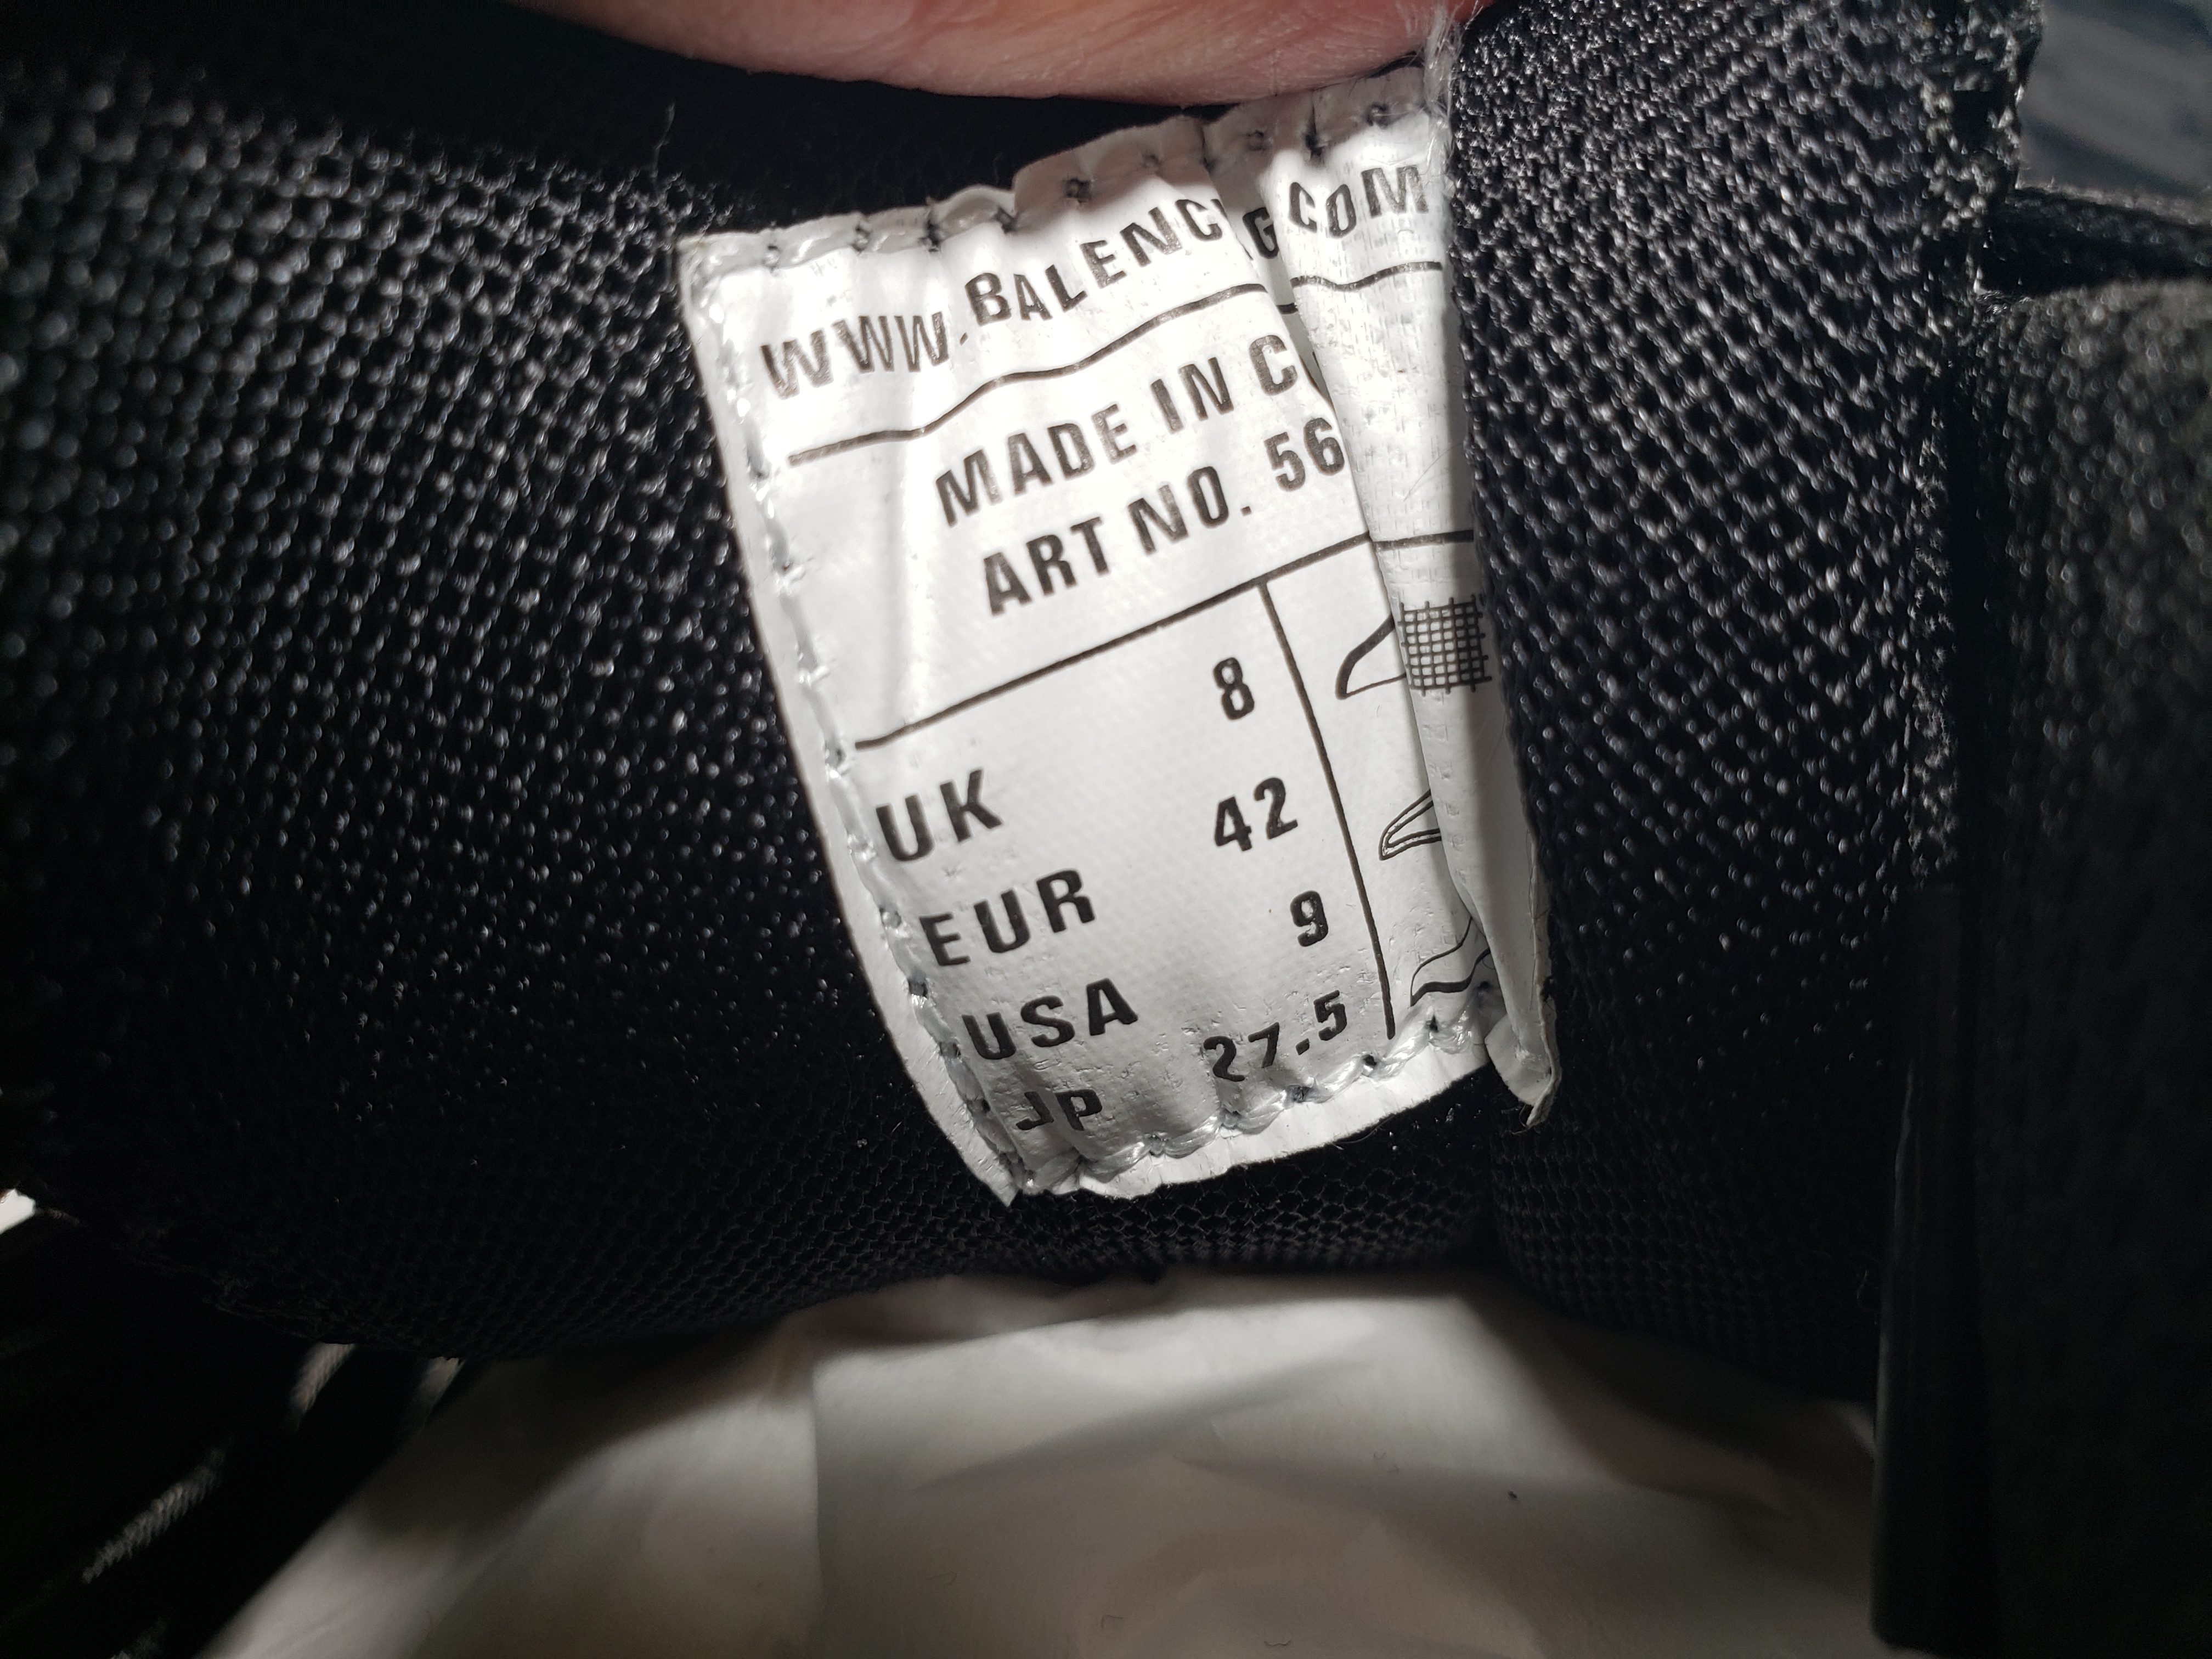 WWW.BALENC G COM
MADE IN C
ART NO. 56
UK 8
EUR 42
USA 9
JP 27.5